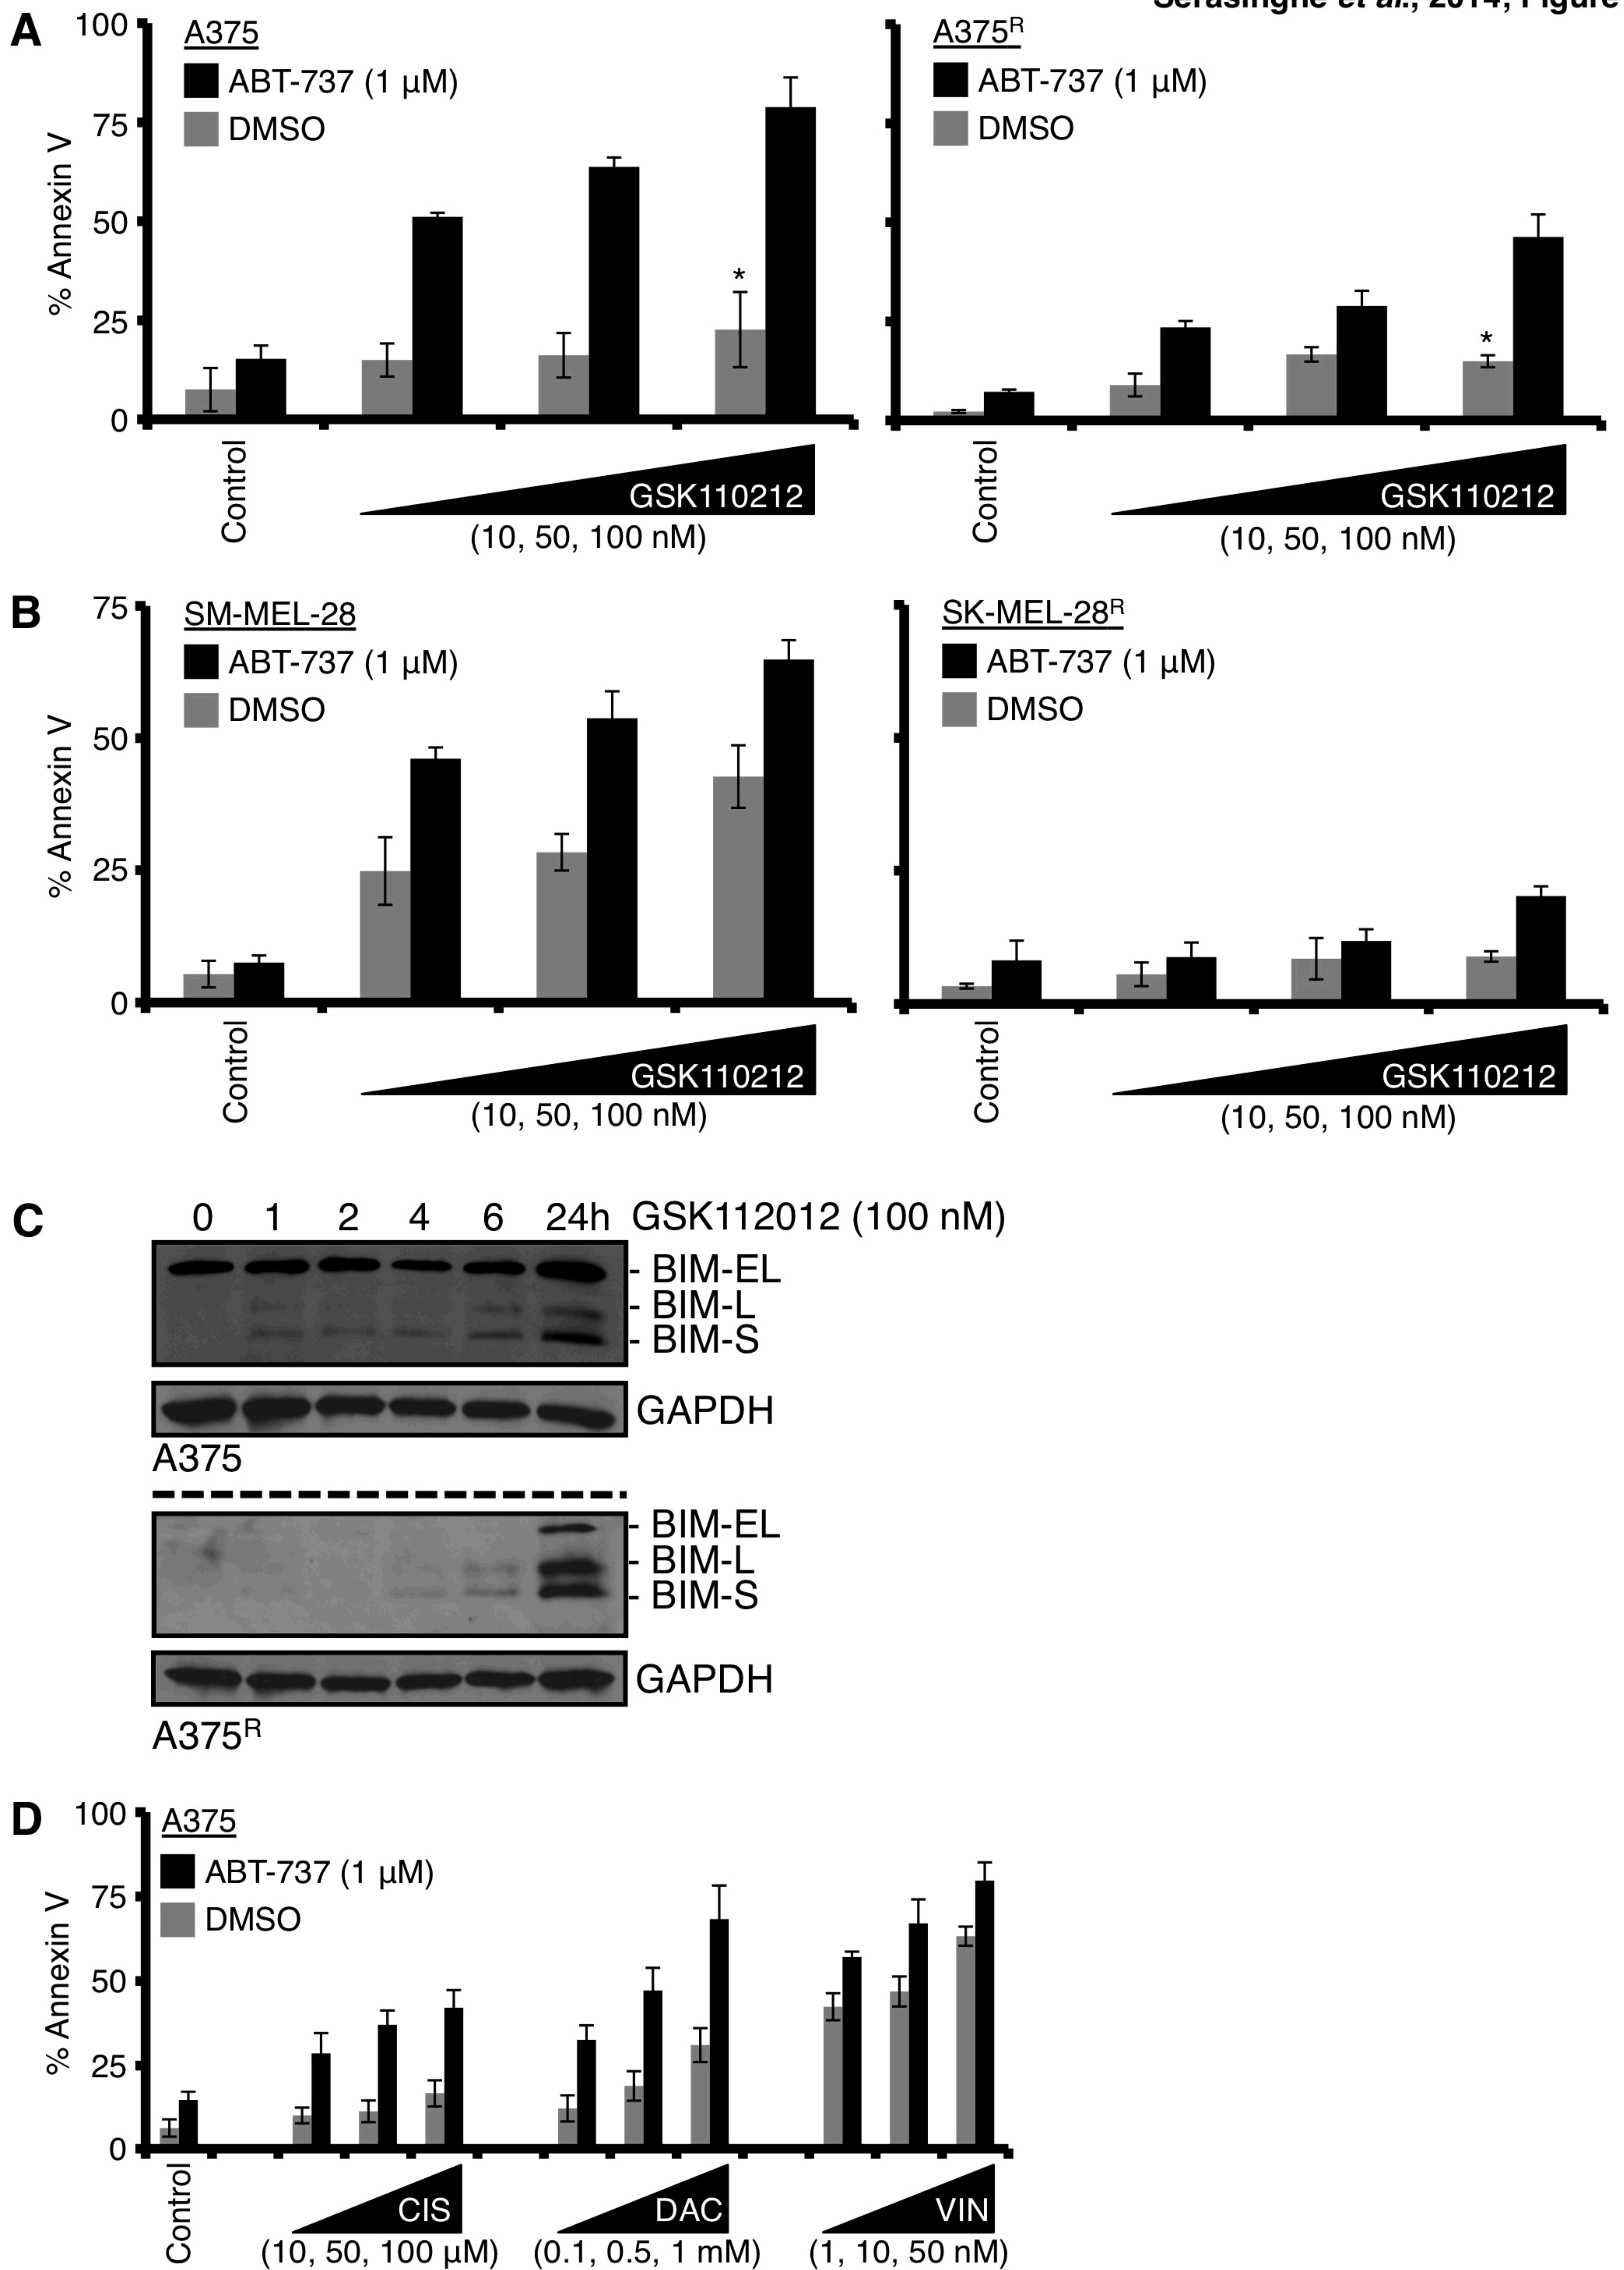 Serasinghe et al., 2014, Figure
A
100
75
50
25
0
% Annexin V
A375
ABT-737 (1 µM)
DMSO
*
Control
GSK110212
(10, 50, 100 nM)
A375R
ABT-737 (1 µM)
DMSO
*
Control
GSK110212
(10, 50, 100 nM)
B
75
50
25
0
% Annexin V
SM-MEL-28
ABT-737 (1 µM)
DMSO
Control
GSK110212
(10, 50, 100 nM)
SK-MEL-28R
ABT-737 (1 µM)
DMSO
Control
GSK110212
(10, 50, 100 nM)
C
0 1 2 4 6 24h GSK112012 (100 nM)
- BIM-EL
- BIM-L
- BIM-S
GAPDH
A375
- BIM-EL
- BIM-L
- BIM-S
GAPDH
A375R
D
100
75
50
25
0
% Annexin V
A375
ABT-737 (1 µM)
DMSO
Control
CIS
(10, 50, 100 µM)
DAC
(0.1, 0.5, 1 mM)
VIN
(1, 10, 50 nM)